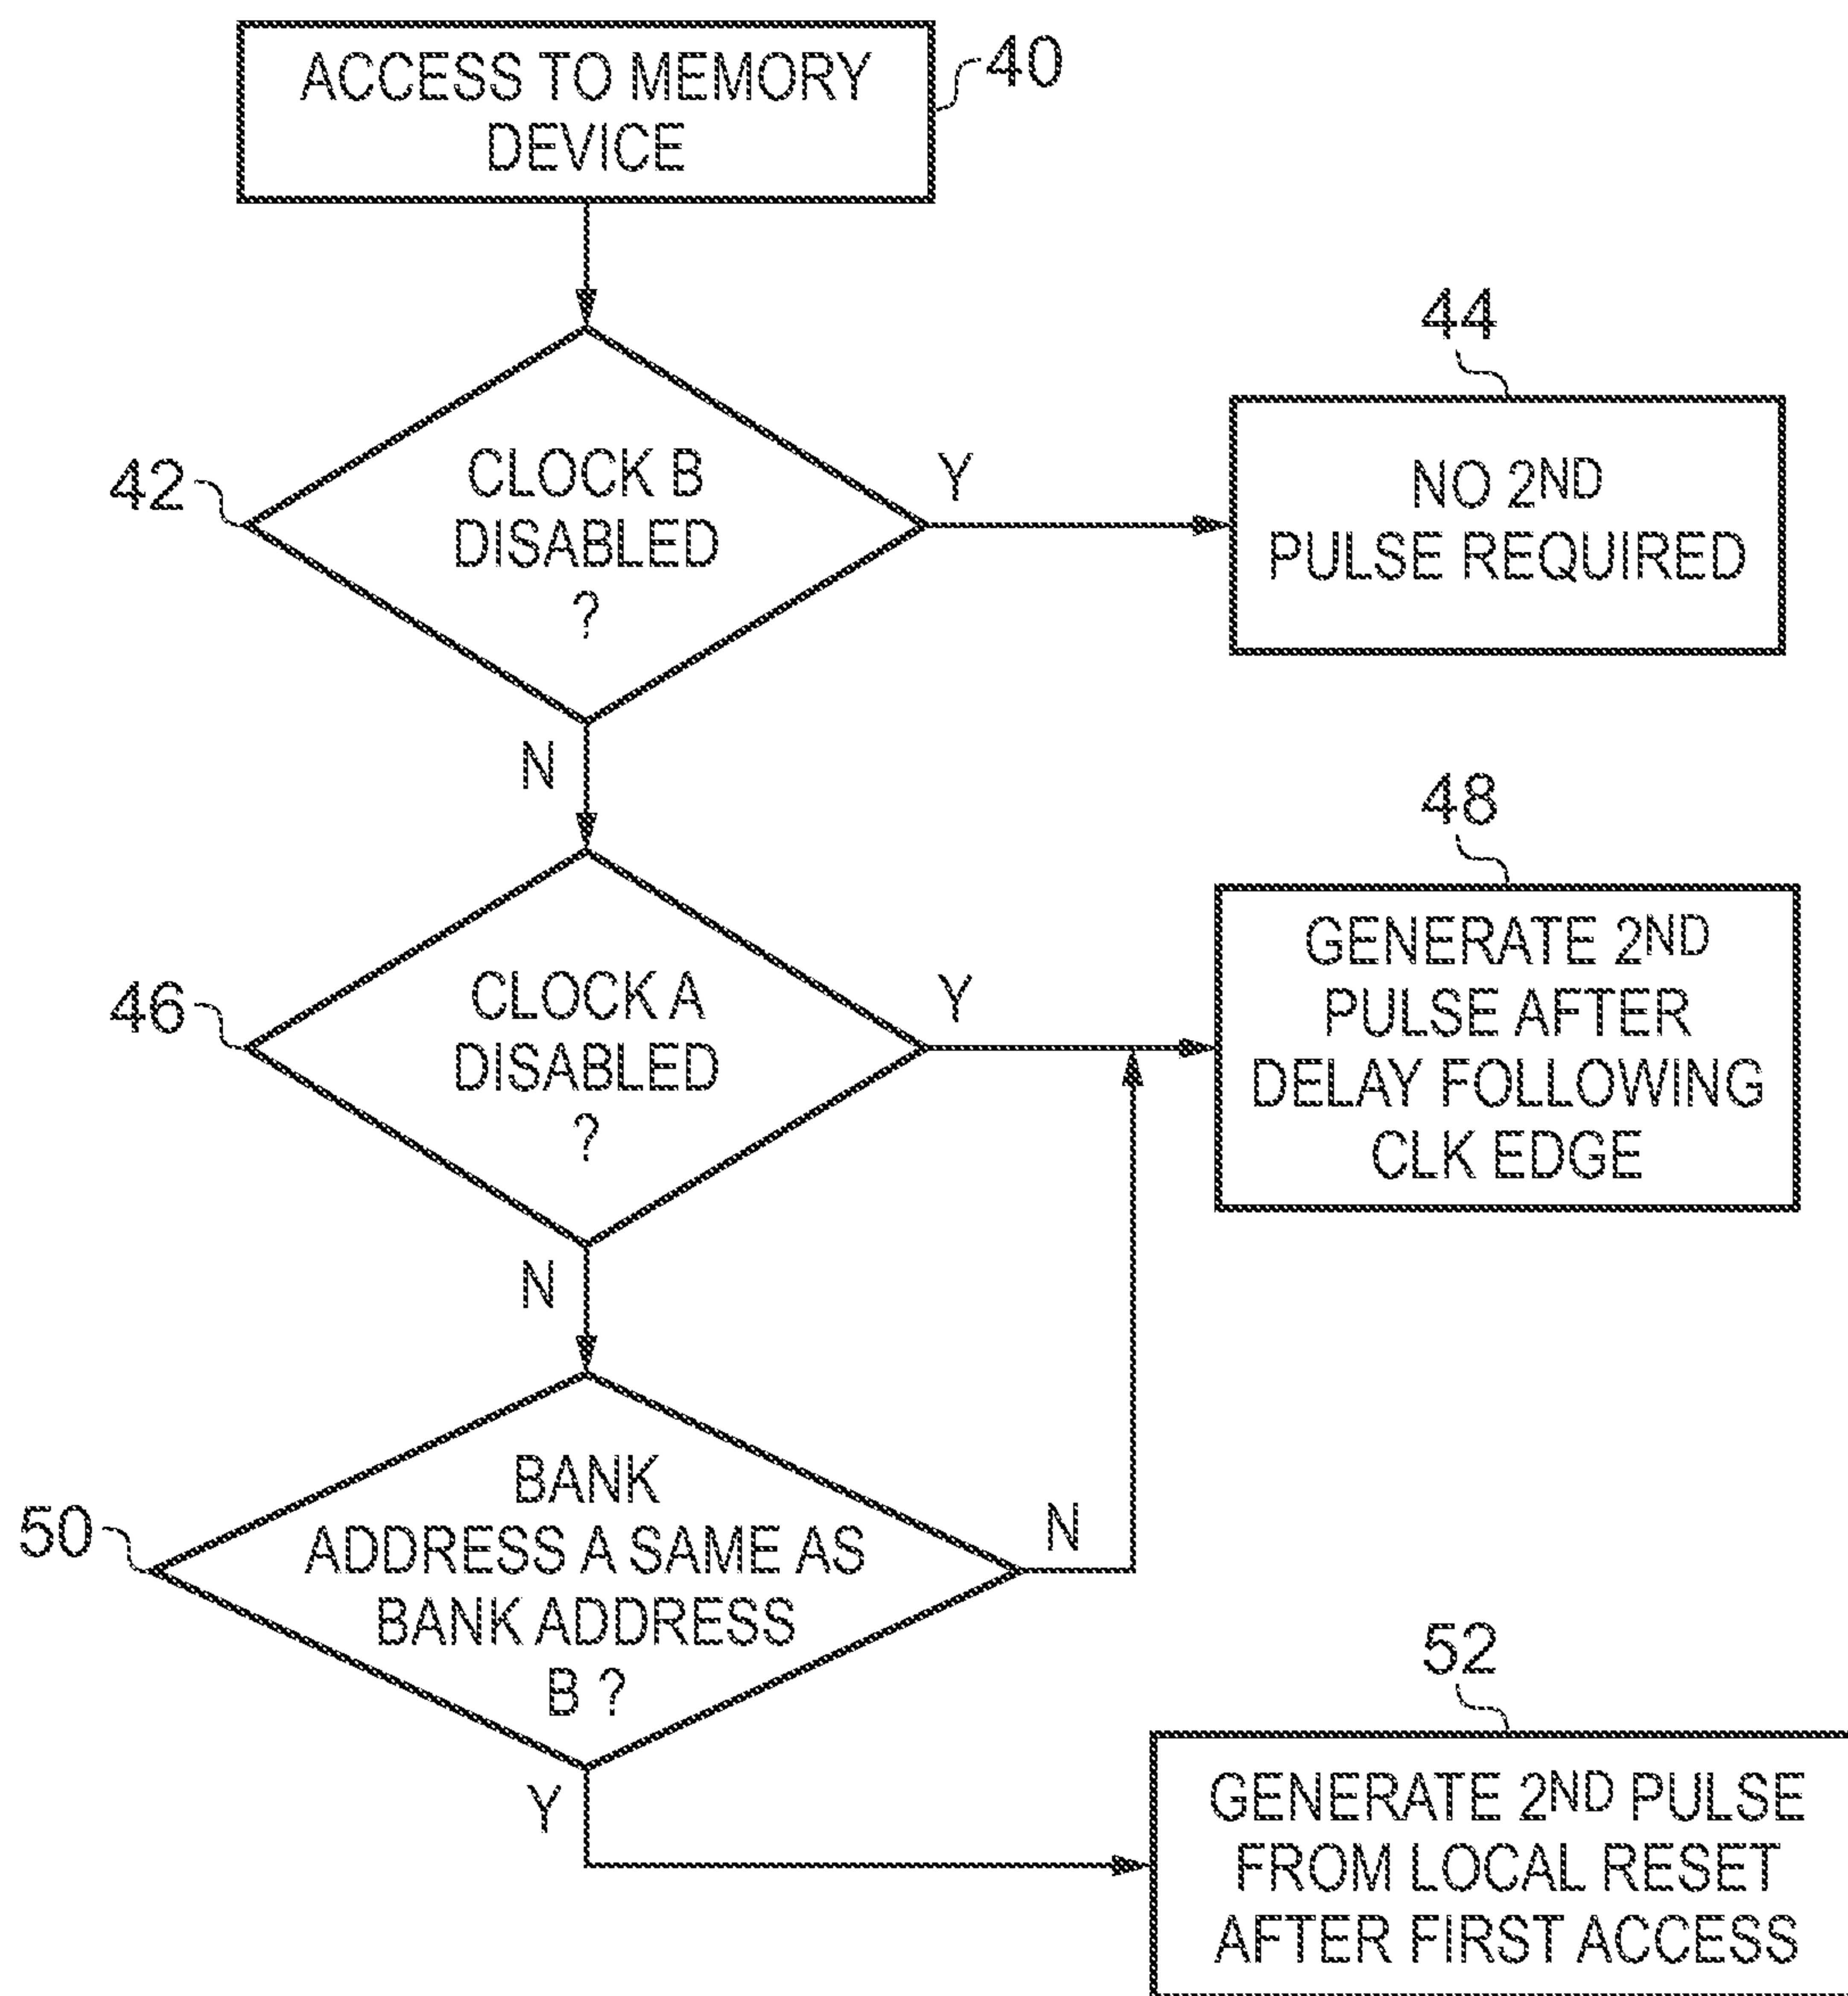 ACCESS TO MEMORY
DEVICE
40
42
CLOCK B
DISABLED
?
Y
N
44
NO 2ND
PULSE REQUIRED
46
CLOCK A
DISABLED
?
Y
N
48
GENERATE 2ND
PULSE AFTER
DELAY FOLLOWING
CLK EDGE
50
BANK
ADDRESS A SAME AS
BANK ADDRESS
B ?
N
Y
52
GENERATE 2ND PULSE
FROM LOCAL RESET
AFTER FIRST ACCESS